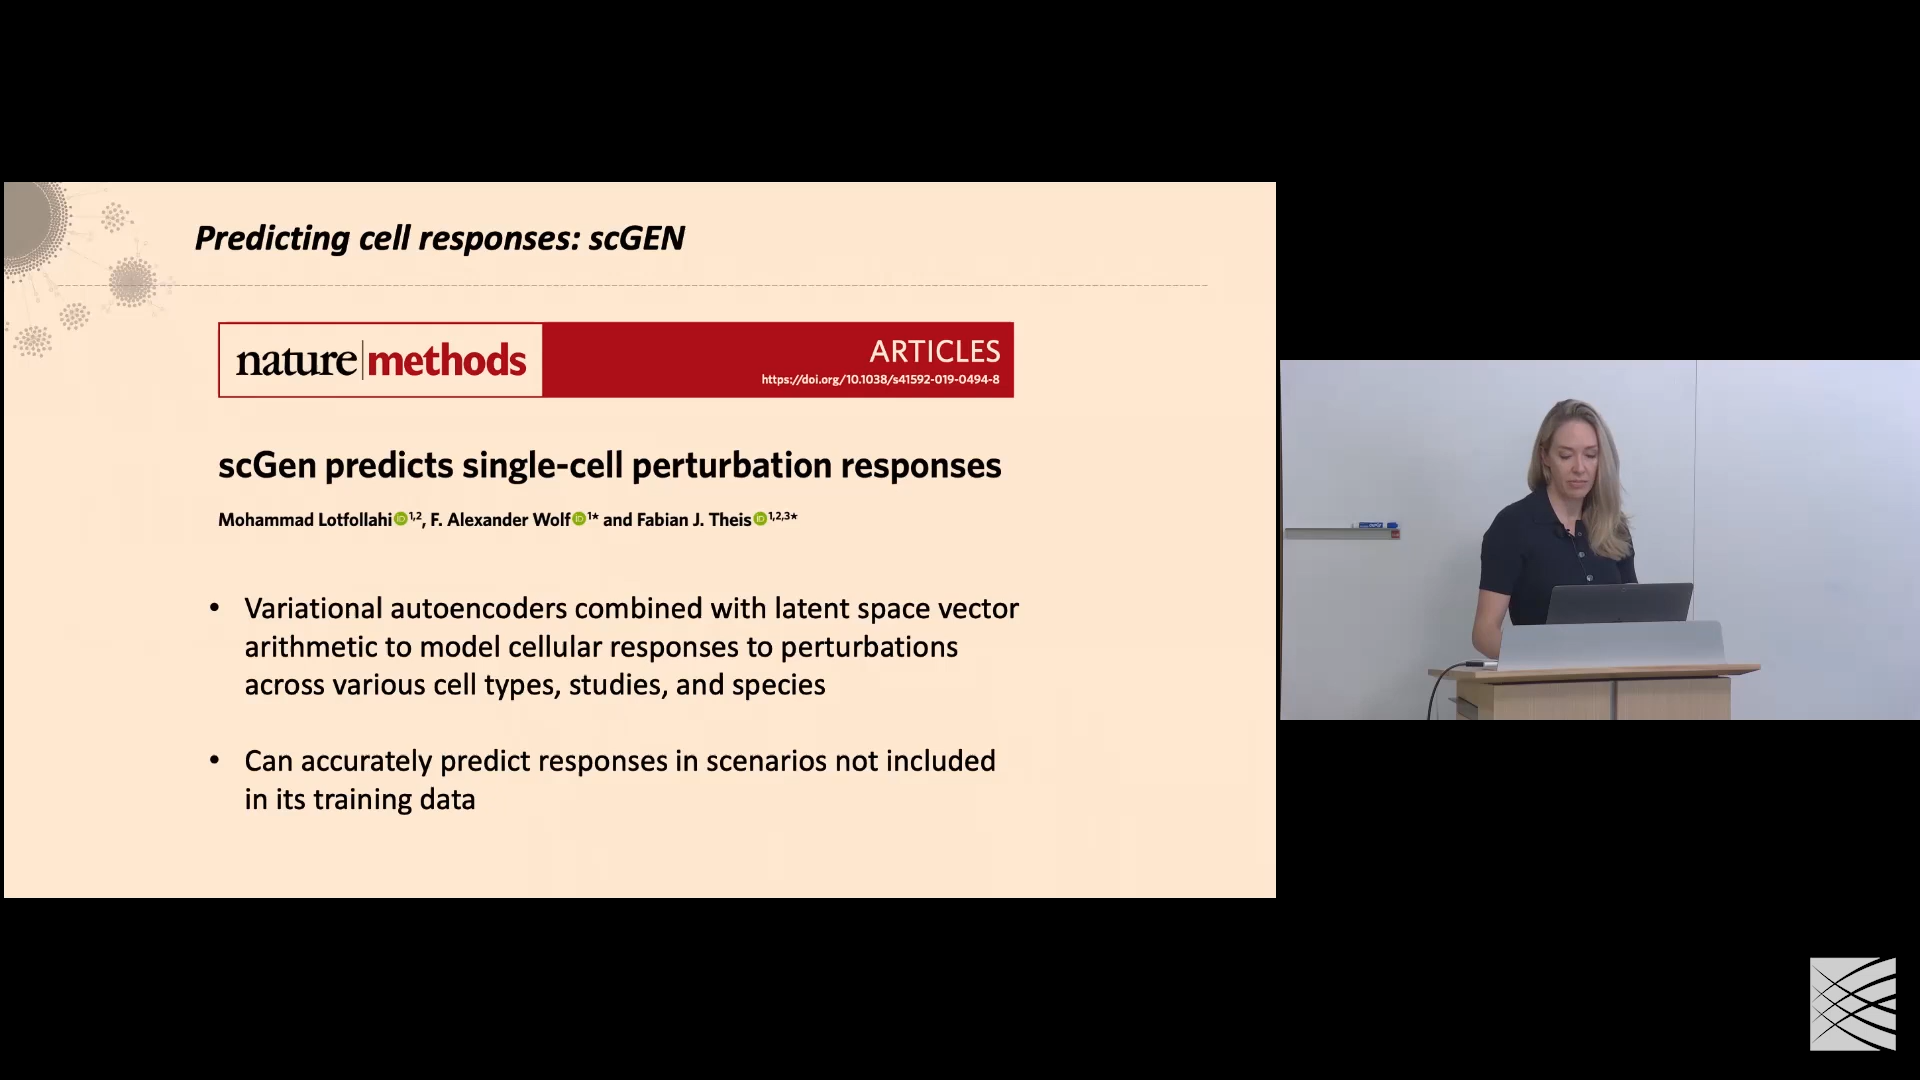 Predicting cell responses: scGEN
nature|methods
ARTICLES
https://doi.org/10.1038/s41592-019-0494-8
scGen predicts single-cell perturbation responses
Mohammad Lotfollahi 1,2, F. Alexander Wolf 1* and Fabian J. Theis 1,2,3*
• Variational autoencoders combined with latent space vector
arithmetic to model cellular responses to perturbations
across various cell types, studies, and species
• Can accurately predict responses in scenarios not included
in its training data